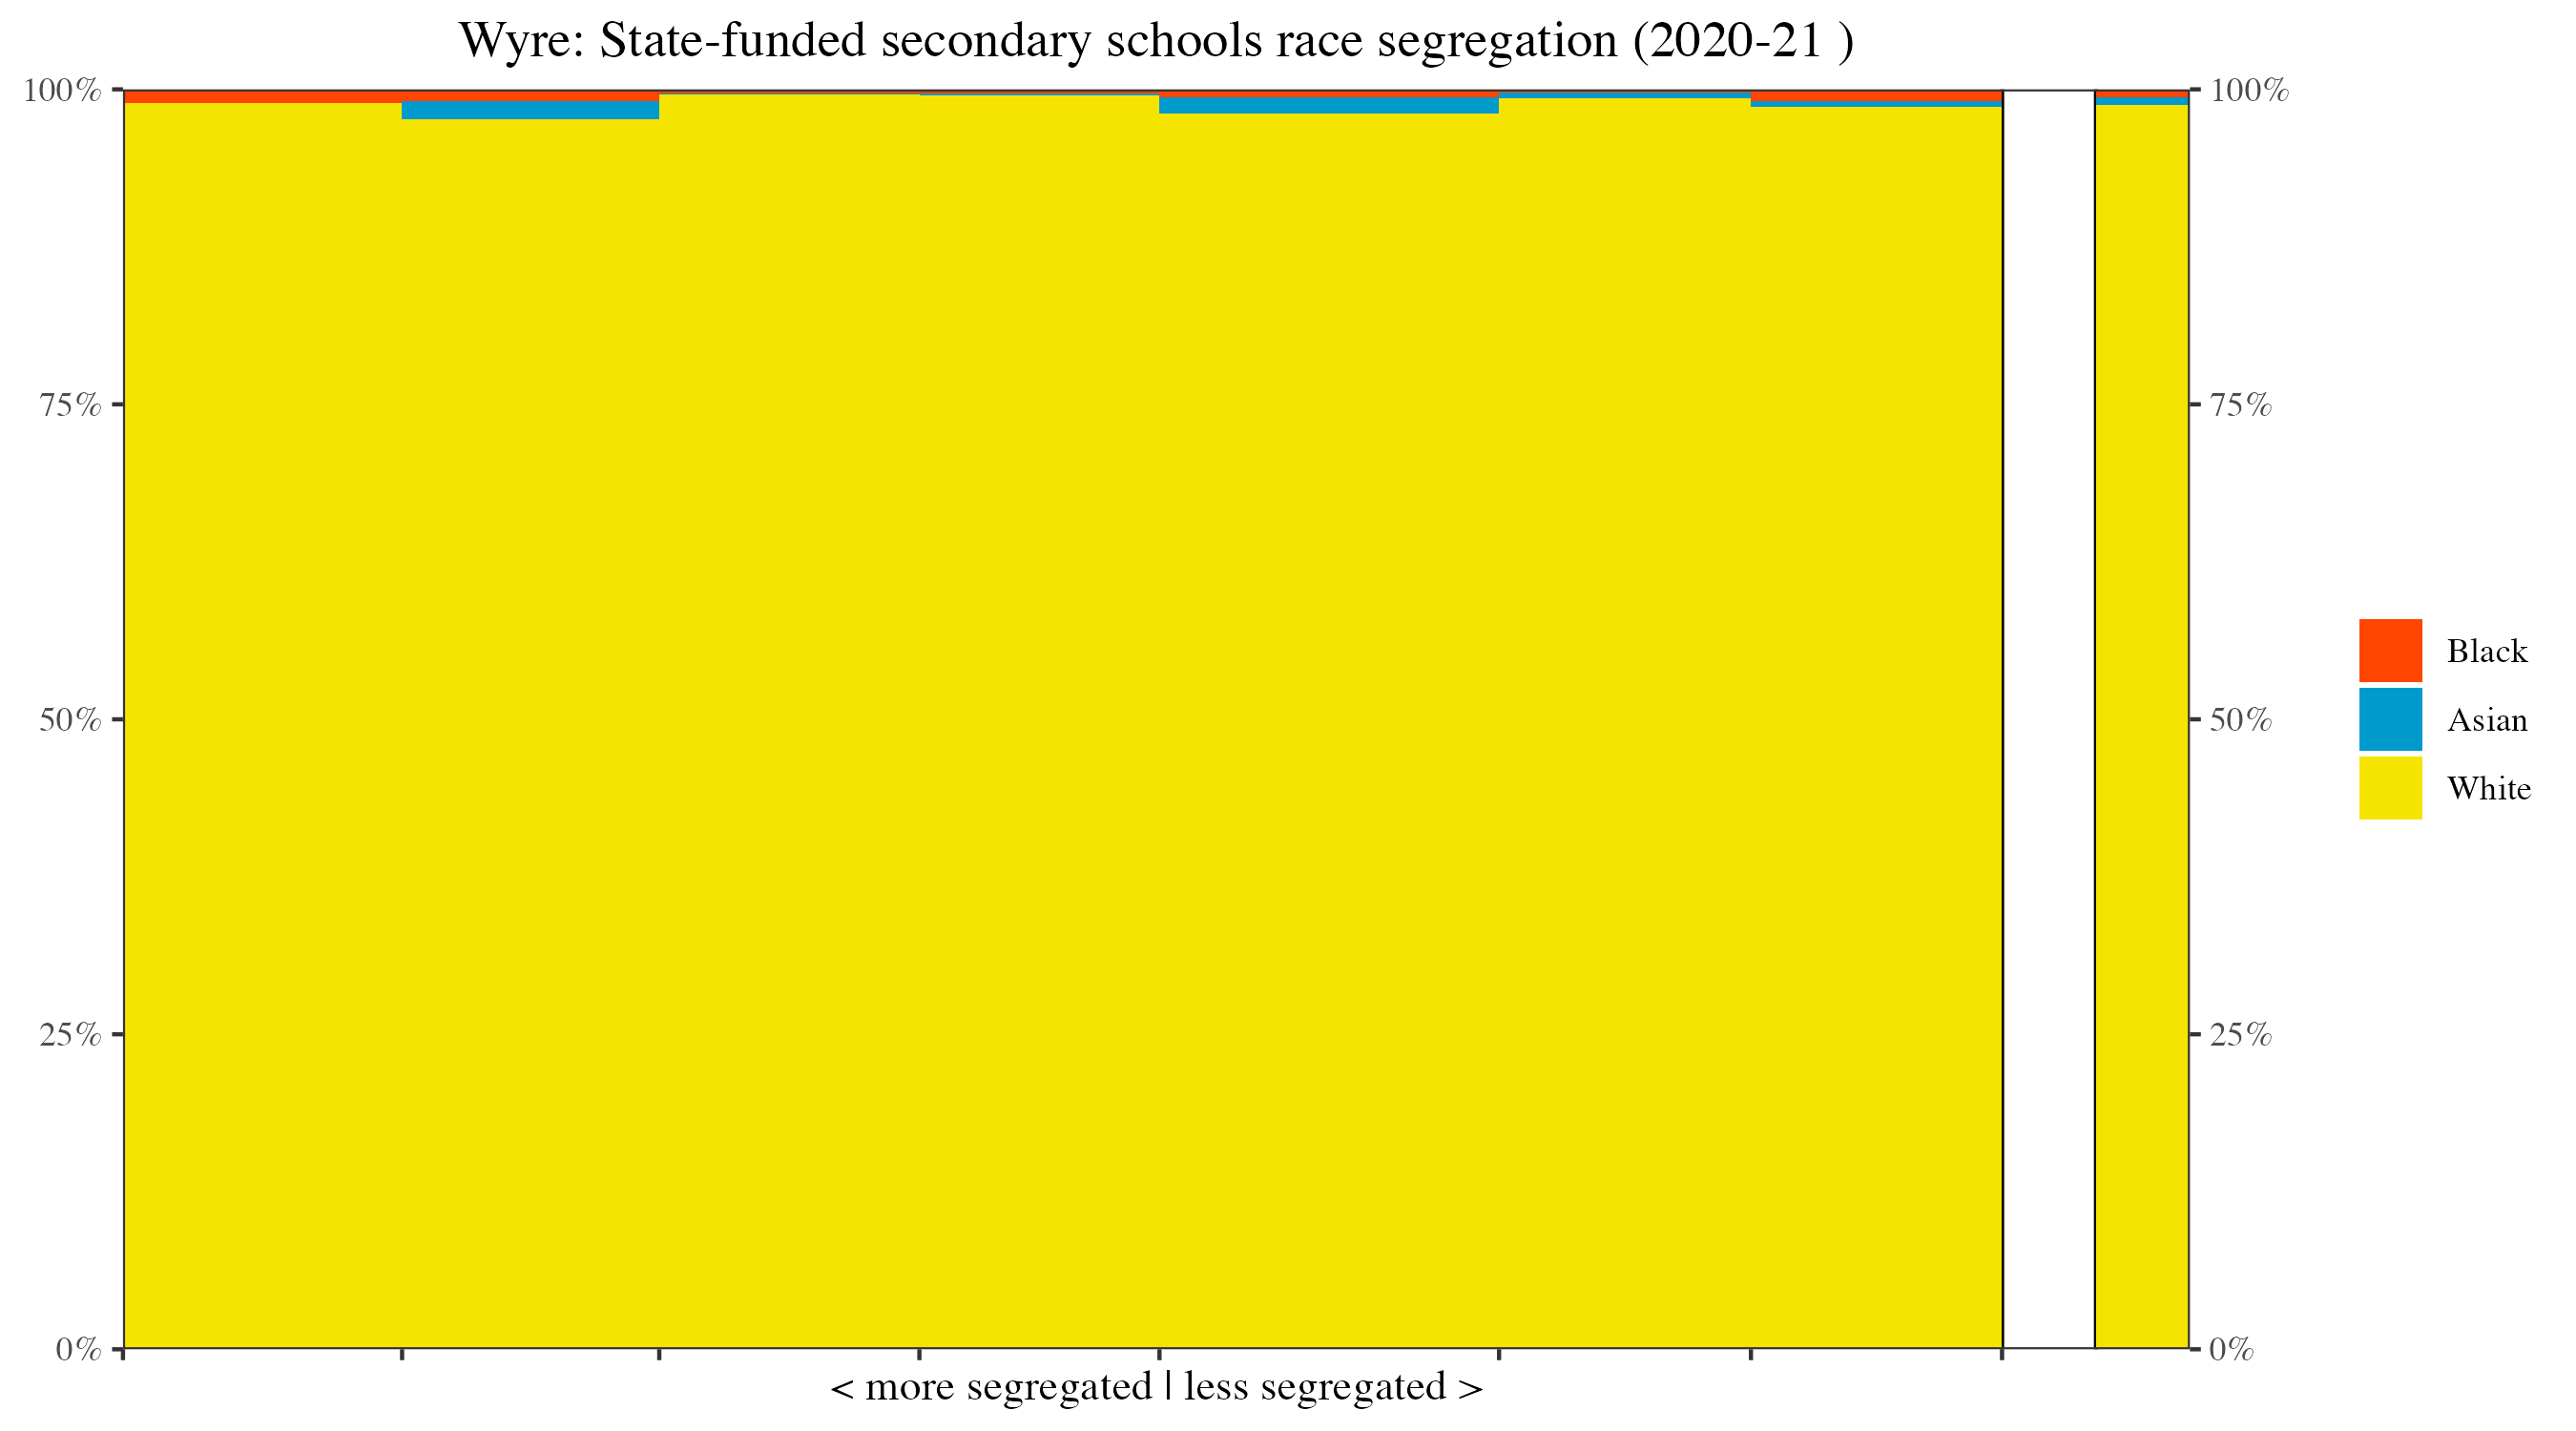 Wyre: State-funded secondary schools race segregation (2020-21 )
100%
75%
50%
25%
0%
100%
75%
50%
25%
0%
Black
Asian
White
< more segregated | less segregated >